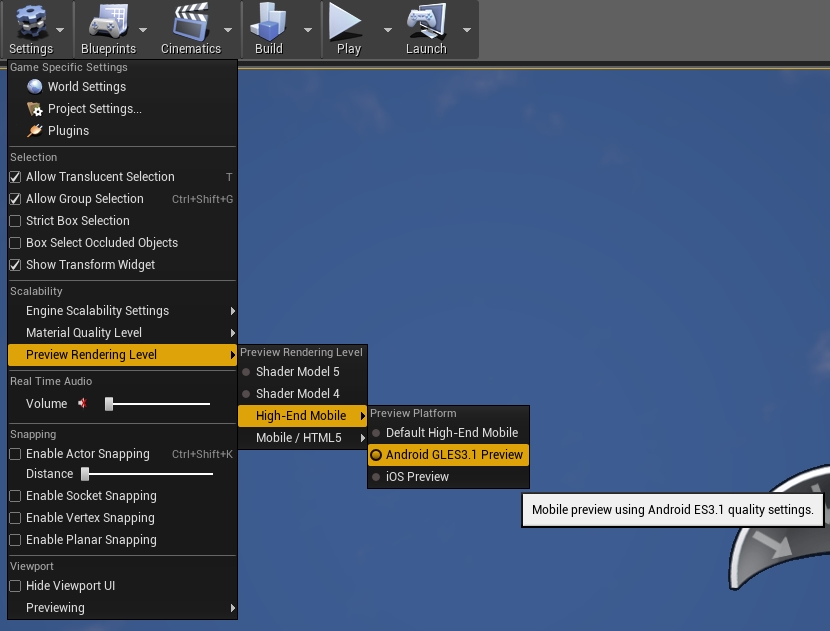 Settings
Blueprints
Cinematics
Build
Play
Launch
Game Specific Settings
World Settings
Project Settings...
Plugins
Selection
Allow Translucent Selection T
Allow Group Selection Ctrl+Shift+G
Strict Box Selection
Box Select Occluded Objects
Show Transform Widget
Scalability
Engine Scalability Settings
Material Quality Level
Preview Rendering Level
Real Time Audio
Volume
Snapping
Enable Actor Snapping Ctrl+Shift+K
Distance
Enable Socket Snapping
Enable Vertex Snapping
Enable Planar Snapping
Viewport
Hide Viewport UI
Previewing
Preview Rendering Level
Shader Model 5
Shader Model 4
High-End Mobile
Mobile / HTML5
Preview Platform
Default High-End Mobile
Android GLES3.1 Preview
iOS Preview
Mobile preview using Android ES3.1 quality settings.